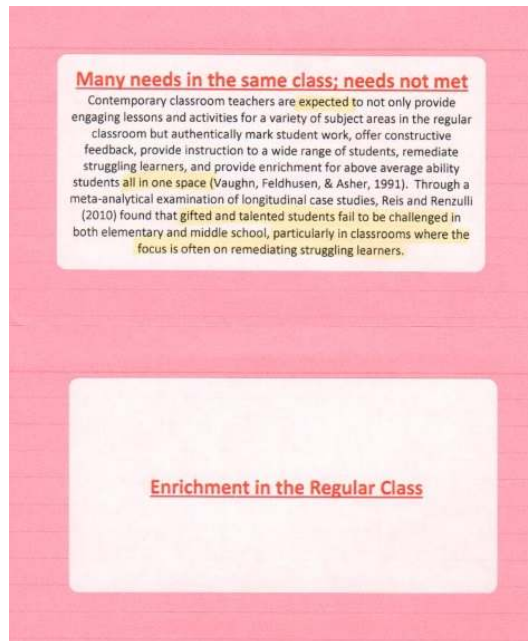 Many needs in the same class; needs not met
Contemporary classroom teachers are expected to not only provide
engaging lessons and activities for a variety of subject areas in the regular
classroom but authentically mark student work, offer constructive
feedback, provide instruction to a wide range of students, remediate
struggling learners, and provide enrichment for above average ability
students all in one space (Vaughn, Feldhusen, & Asher, 1991). Through a
meta-analytical examination of longitudinal case studies, Reis and Renzulli
(2010) found that gifted and talented students fail to be challenged in
both elementary and middle school, particularly in classrooms where the
focus is often on remediating struggling learners.
Enrichment in the Regular Class